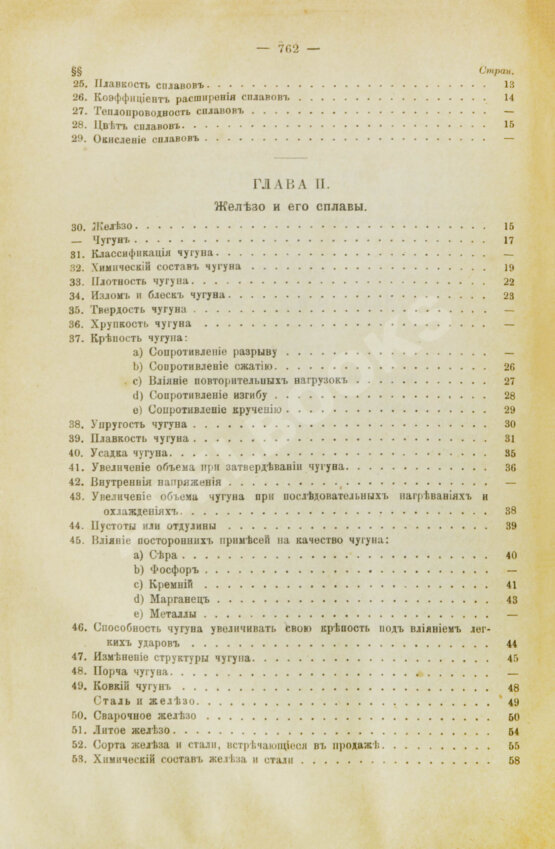 — 762 —
§§ Стран.
25. Плавкость сплавовъ. . . . . . . . . . . . . . . . . . . . 13
26. Коэффиціентъ расширенія сплавовъ . . . . . . . . . . . . . 14
27. Теплопроводность сплавовъ . . . . . . . . . . . . . . . . —
28. Цвѣтъ сплавовъ. . . . . . . . . . . . . . . . . . . . . . 15
29. Окисленіе сплавовъ . . . . . . . . . . . . . . . . . . . . —
ГЛАВА II.
Желѣзо и его сплавы.
30. Желѣзо. . . . . . . . . . . . . . . . . . . . . . . . . . 15
— Чугунъ . . . . . . . . . . . . . . . . . . . . . . . . . . 17
31. Классификація чугуна. . . . . . . . . . . . . . . . . . . —
32. Химическій составъ чугуна . . . . . . . . . . . . . . . . 19
33. Плотность чугуна. . . . . . . . . . . . . . . . . . . . . 22
34. Изломъ и блескъ чугуна . . . . . . . . . . . . . . . . . . 23
35. Твердость чугуна . . . . . . . . . . . . . . . . . . . . . —
36. Хрупкость чугуна . . . . . . . . . . . . . . . . . . . . . —
37. Крѣпость чугуна:
a) Сопротивленіе разрыву . . . . . . . . . . . . . . . —
b) Сопротивленіе сжатію. . . . . . . . . . . . . . . . 26
c) Вліяніе повторительныхъ нагрузокъ . . . . . . . . . 27
d) Сопротивленіе изгибу . . . . . . . . . . . . . . . . 28
e) Сопротивленіе крученію . . . . . . . . . . . . . . . 29
38. Упругость чугуна . . . . . . . . . . . . . . . . . . . . . 30
39. Плавкость чугуна . . . . . . . . . . . . . . . . . . . . . 31
40. Усадка чугуна. . . . . . . . . . . . . . . . . . . . . . . 35
41. Увеличеніе объема при затвердѣваніи чугуна. . . . . . . . . 36
42. Внутреннія напряженія . . . . . . . . . . . . . . . . . . —
43. Увеличеніе объема чугуна при послѣдовательныхъ нагрѣваніяхъ и
охлажденіяхъ. . . . . . . . . . . . . . . . . . . . . . 38
44. Пустоты или отдулины . . . . . . . . . . . . . . . . . . . 39
45. Вліяніе постороннихъ примѣсей на качество чугуна:
a) Сѣра . . . . . . . . . . . . . . . . . . . . . . . . 40
b) Фосфоръ . . . . . . . . . . . . . . . . . . . . . . —
c) Кремній . . . . . . . . . . . . . . . . . . . . . . 41
d) Марганецъ . . . . . . . . . . . . . . . . . . . . . 43
e) Металлы . . . . . . . . . . . . . . . . . . . . . . —
46. Способность чугуна увеличивать свою крѣпость подъ вліяніемъ лег-
кихъ ударовъ . . . . . . . . . . . . . . . . . . . . . . 44
47. Измѣненіе структуры чугуна. . . . . . . . . . . . . . . . 45
48. Порча чугуна. . . . . . . . . . . . . . . . . . . . . . . —
49. Ковкій чугунъ . . . . . . . . . . . . . . . . . . . . . . 48
Сталь и желѣзо. . . . . . . . . . . . . . . . . . . . . . 49
50. Сварочное желѣзо . . . . . . . . . . . . . . . . . . . . . 50
51. Литое желѣзо. . . . . . . . . . . . . . . . . . . . . . . 54
52. Сорта желѣза и стали, встрѣчающіеся въ продажѣ. . . . . . . 55
53. Химическій составъ желѣза и стали . . . . . . . . . . . . . 58